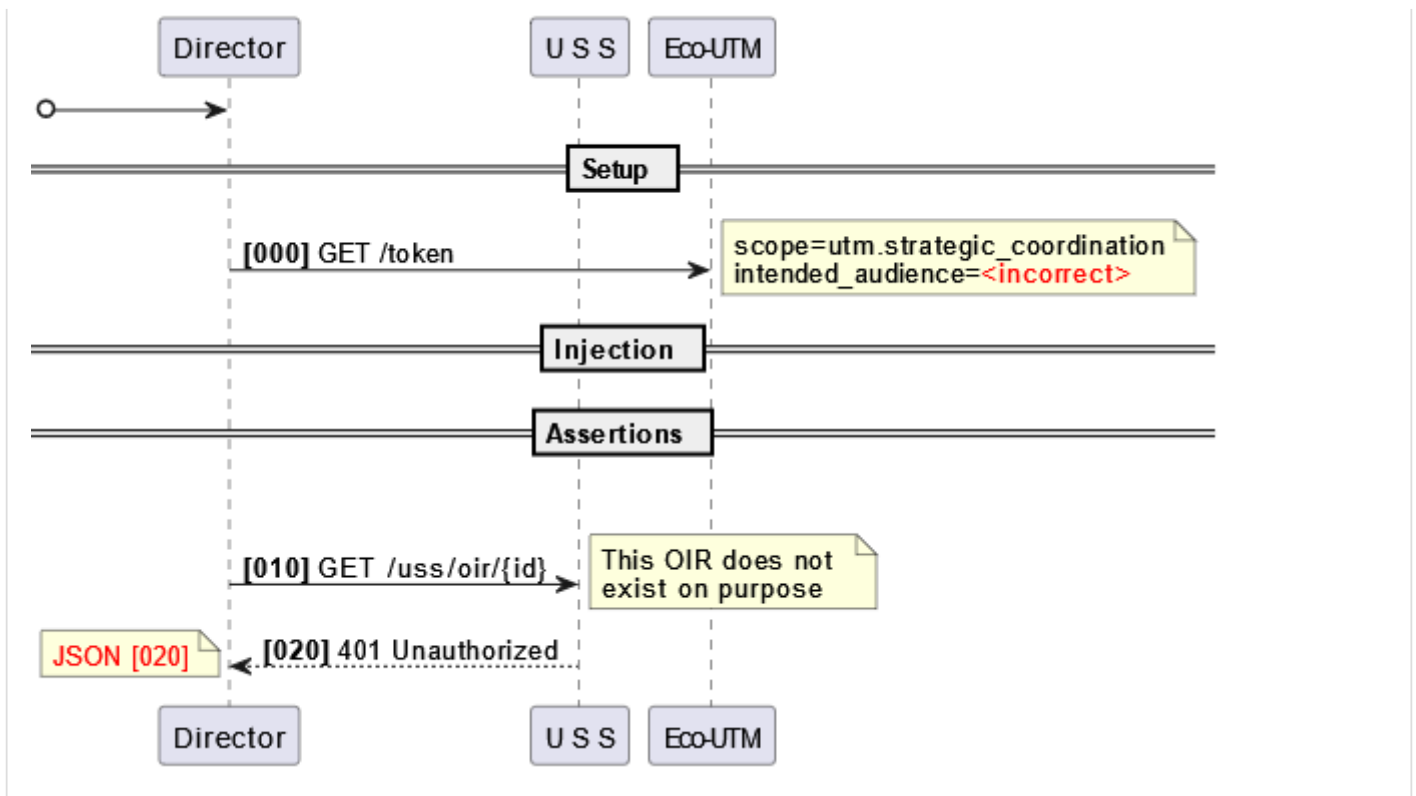 Director
U S S
Eco-UTM
Setup
[000] GET /token
scope=utm.strategic_coordination
intended_audience=<incorrect>
Injection
Assertions
[010] GET /uss/oir/{id}
This OIR does not
exist on purpose
JSON [020]
[020] 401 Unauthorized
Director
U S S
Eco-UTM